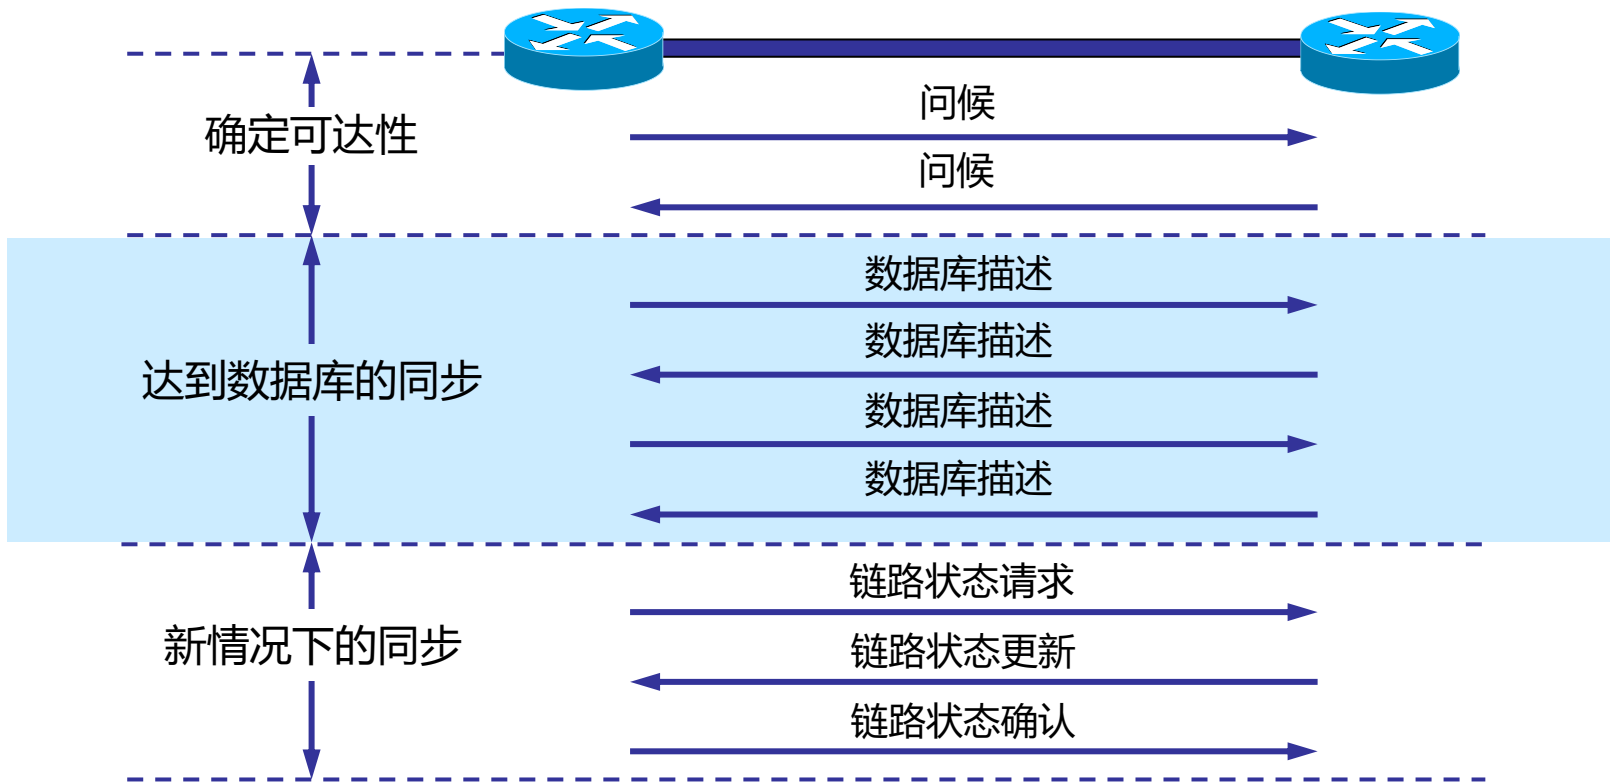 问候
确定可达性
问候
数据库描述
数据库描述
达到数据库的同步
数据库描述
数据库描述
链路状态请求
新情况下的同步
链路状态更新
链路状态确认